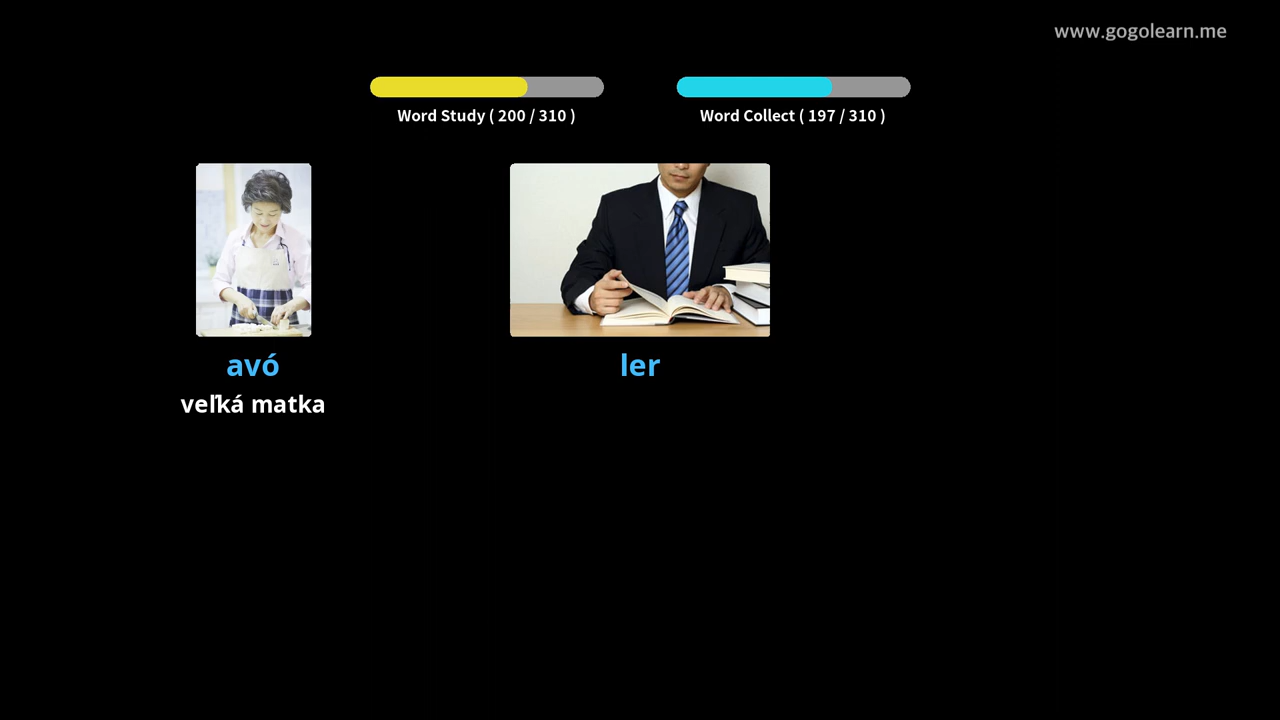 www.gogolearn.me
Word Study ( 200 / 310 )
Word Collect ( 197 / 310 )
avó
veľká matka
ler